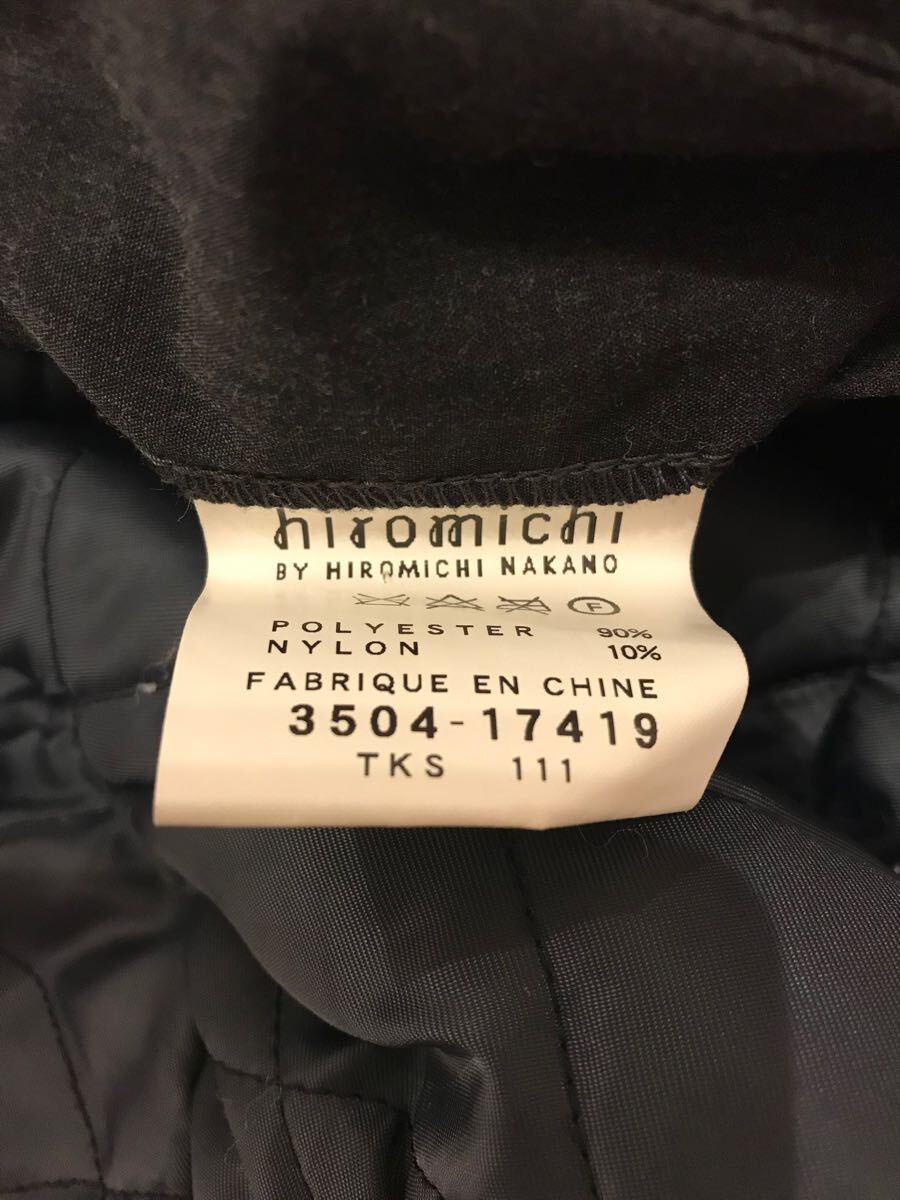 hiromichi
BY HIROMICHI NAKANO
F
POLYESTER 90%
NYLON 10%
FABRIQUE EN CHINE
3504-17419
TKS 111